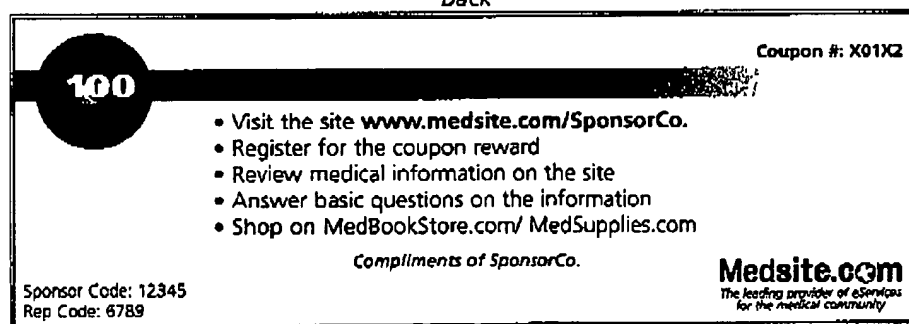 Back
Coupon #: X01X2
100
• Visit the site www.medsite.com/SponsorCo.
• Register for the coupon reward
• Review medical information on the site
• Answer basic questions on the information
• Shop on MedBookStore.com/ MedSupplies.com
Compliments of SponsorCo.
Medsite.com
The leading provider of eServices
for the medical community
Sponsor Code: 12345
Rep Code: 6789